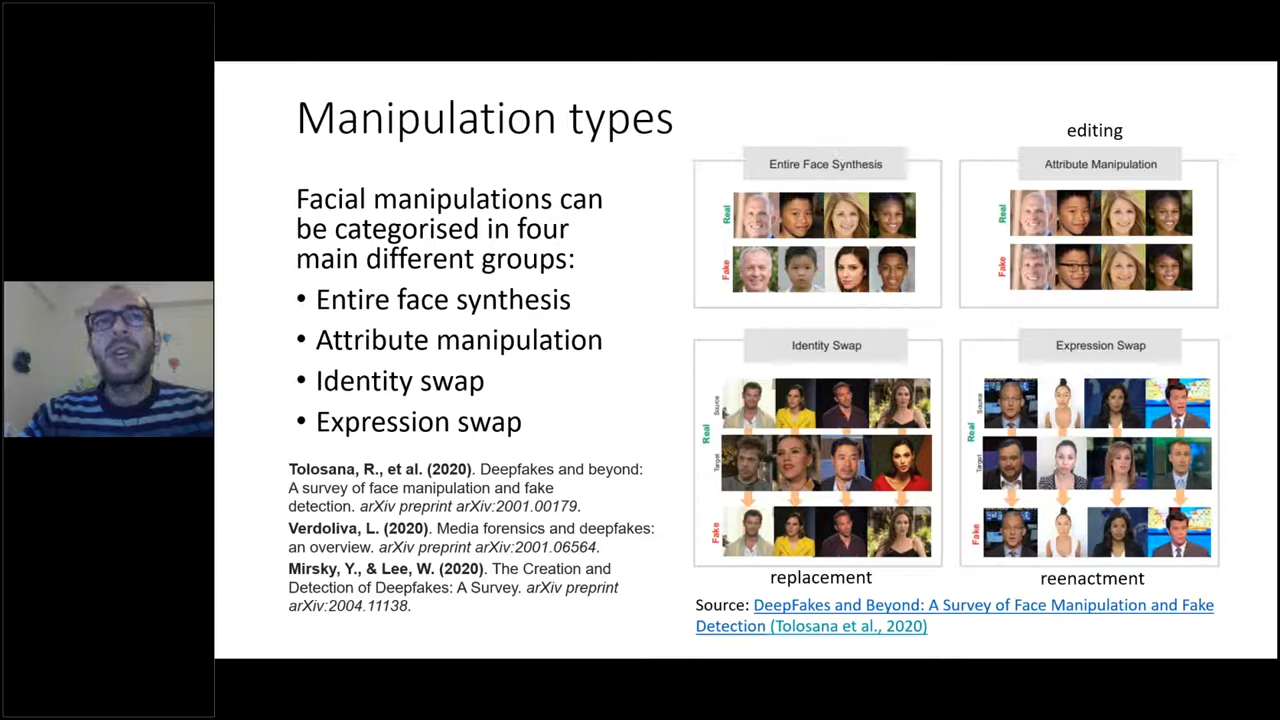 Manipulation types
Facial manipulations can
be categorised in four
main different groups:
• Entire face synthesis
• Attribute manipulation
• Identity swap
• Expression swap
Tolosana, R., et al. (2020). Deepfakes and beyond:
A survey of face manipulation and fake
detection. arXiv preprint arXiv:2001.00179.
Verdoliva, L. (2020). Media forensics and deepfakes:
an overview. arXiv preprint arXiv:2001.06564.
Mirsky, Y., & Lee, W. (2020). The Creation and
Detection of Deepfakes: A Survey. arXiv preprint
arXiv:2004.11138.
Entire Face Synthesis
Real
Fake
editing
Attribute Manipulation
Real
Fake
Identity Swap
Real
Source
Target
Fake
replacement
Expression Swap
Real
Source
Target
Fake
reenactment
Source: DeepFakes and Beyond: A Survey of Face Manipulation and Fake
Detection (Tolosana et al., 2020)